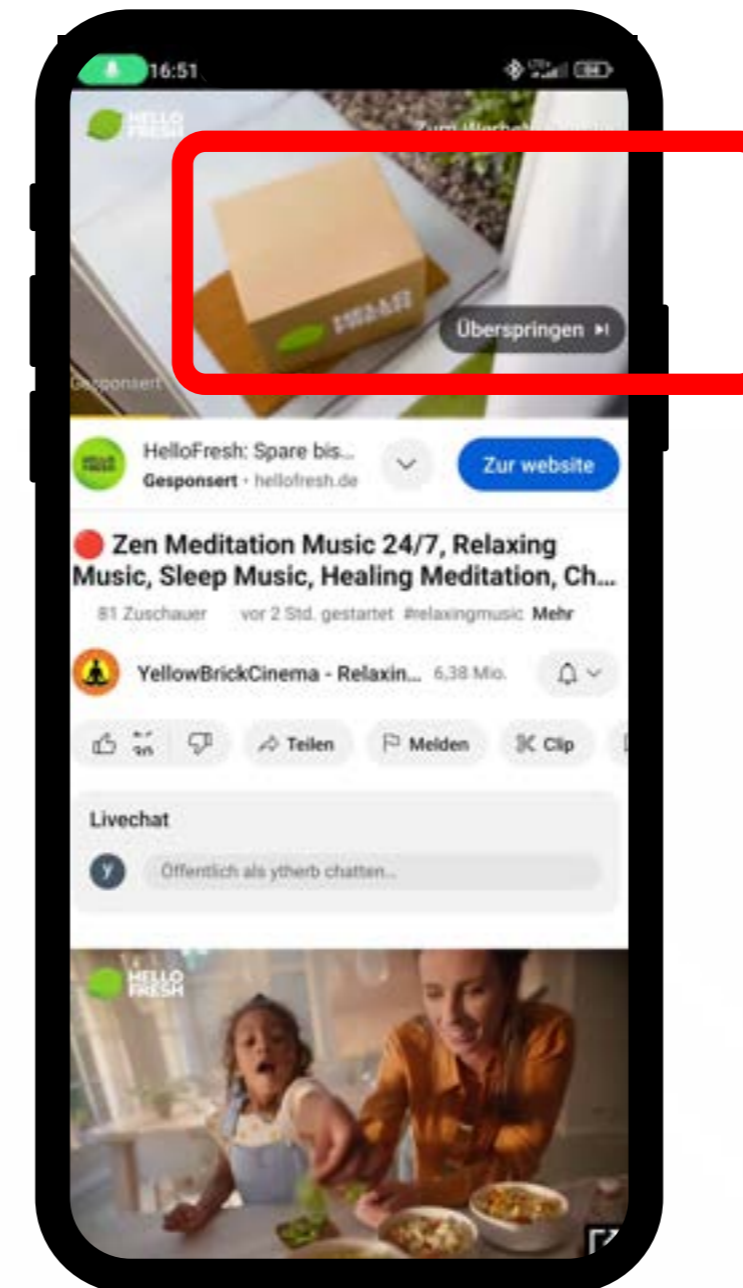 16:51
HELLO
FRESH
Überspringen
Gesponsert
HelloFresh: Spare bis...
Zur website
Gesponsert · hellofresh.de
🔴 Zen Meditation Music 24/7, Relaxing
Music, Sleep Music, Healing Meditation, Ch...
81 Zuschauer vor 2 Std. gestartet #relaxingmusic Mehr
YellowBrickCinema - Relaxin... 6,38 Mio.
Teilen Melden Clip
Livechat
y Öffentlich als ytherb chatten...
HELLO
FRESH